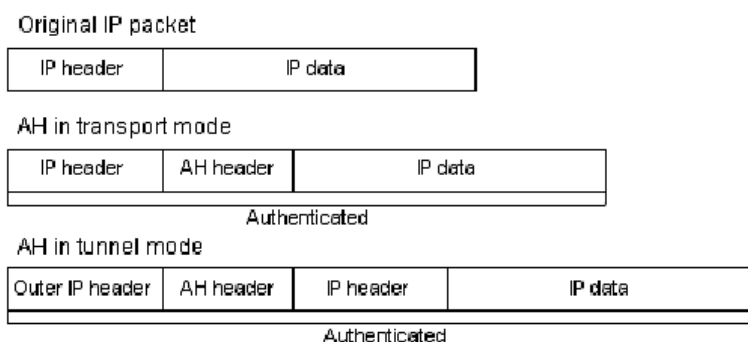 Original IP packet
IP header IP data
AH in transport mode
IP header AH header IP data
Authenticated
AH in tunnel mode
Outer IP header AH header IP header IP data
Authenticated